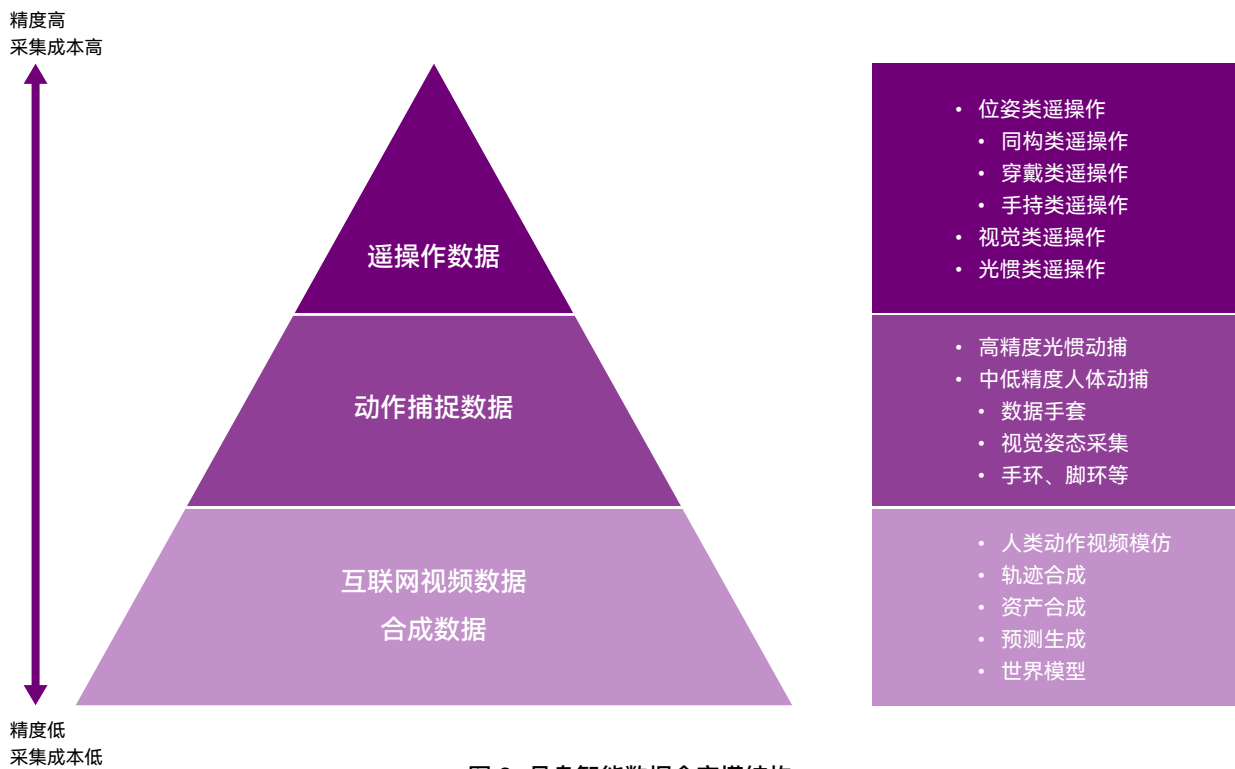 精度高
采集成本高
遥操作数据
• 位姿类遥操作
• 同构类遥操作
• 穿戴类遥操作
• 手持类遥操作
• 视觉类遥操作
• 光惯类遥操作
动作捕捉数据
• 高精度光惯动捕
• 中低精度人体动捕
• 数据手套
• 视觉姿态采集
• 手环、脚环等
互联网视频数据
合成数据
• 人类动作视频模仿
• 轨迹合成
• 资产合成
• 预测生成
• 世界模型
精度低
采集成本低